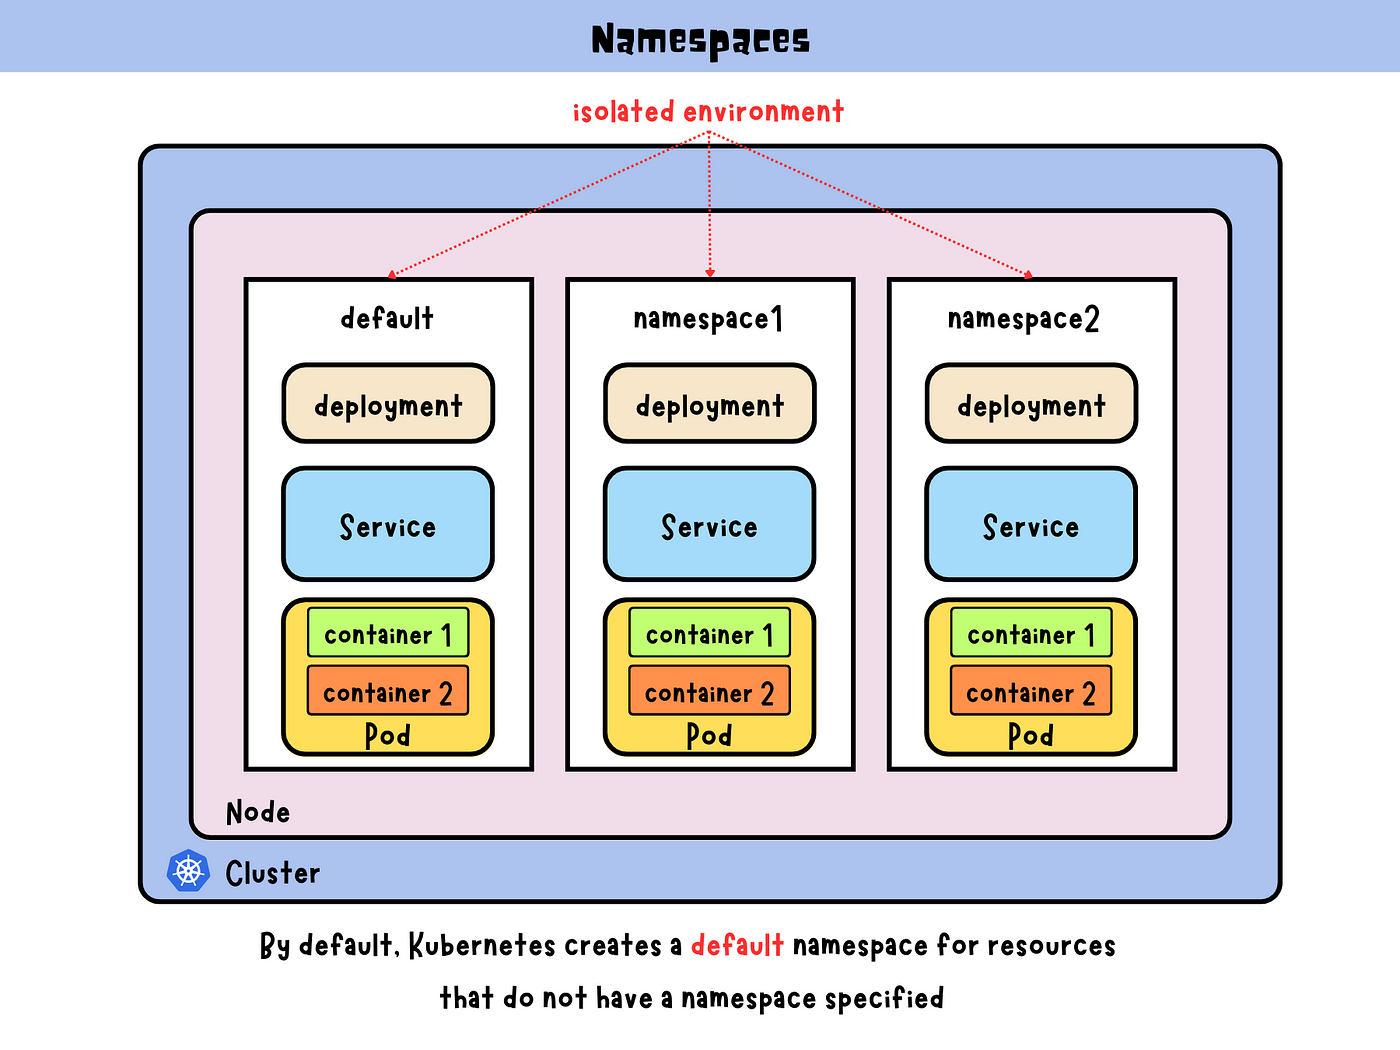 Namespaces
isolated environment
default
deployment
Service
container 1
container 2
Pod
namespace1
deployment
Service
container 1
container 2
Pod
namespace2
deployment
Service
container 1
container 2
Pod
Node
Cluster
By default, Kubernetes creates a default namespace for resources
that do not have a namespace specified